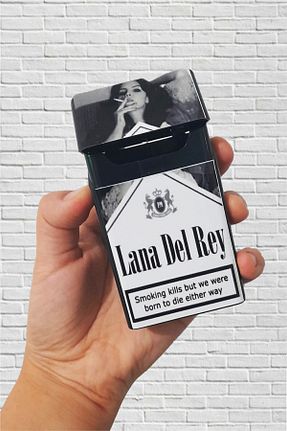 Lana Del Rey
Smoking kills but we were
born to die either way